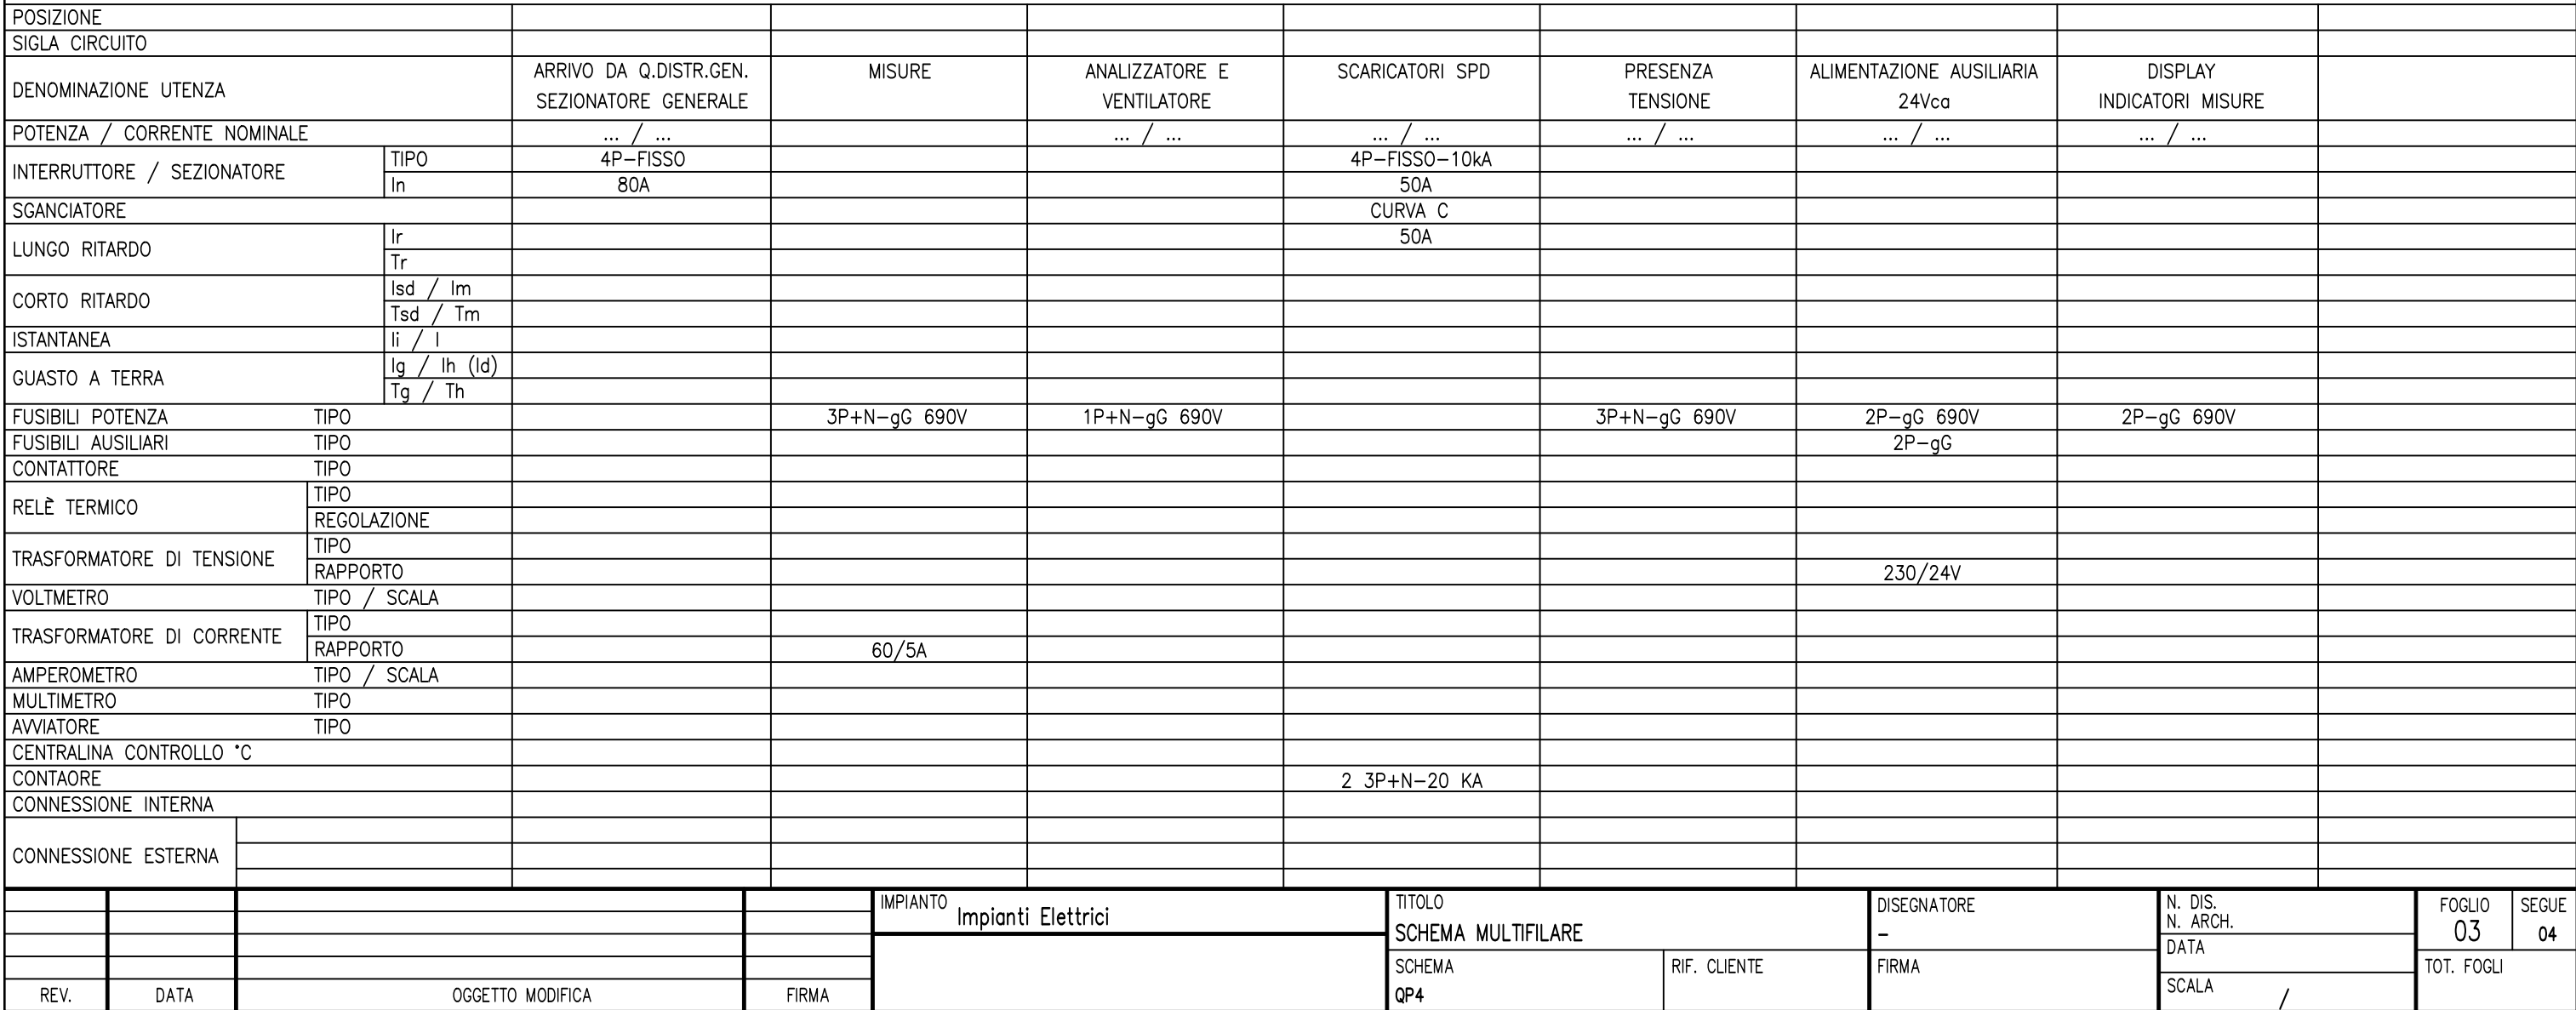 POSIZIONE
SIGLA CIRCUITO
DENOMINAZIONE UTENZA
ARRIVO DA Q.DISTR.GEN.
SEZIONATORE GENERALE
MISURE
ANALIZZATORE E
VENTILATORE
SCARICATORI SPD
PRESENZA
TENSIONE
ALIMENTAZIONE AUSILIARIA
24Vca
DISPLAY
INDICATORI MISURE
POTENZA / CORRENTE NOMINALE ... / ... ... / ... ... / ... ... / ... ... / ... ... / ...
INTERRUTTORE / SEZIONATORE
TIPO 4P-FISSO 4P-FISSO-10kA
In 80A 50A
SGANCIATORE CURVA C
LUNGO RITARDO
Ir 50A
Tr
CORTO RITARDO
Isd / Im
Tsd / Tm
ISTANTANEA Ii / I
GUASTO A TERRA
Ig / Ih (Id)
Tg / Th
FUSIBILI POTENZA TIPO 3P+N-gG 690V 1P+N-gG 690V 3P+N-gG 690V 2P-gG 690V 2P-gG 690V
FUSIBILI AUSILIARI TIPO 2P-gG
CONTATTORE TIPO
RELÈ TERMICO
TIPO
REGOLAZIONE
TRASFORMATORE DI TENSIONE
TIPO
RAPPORTO 230/24V
VOLTMETRO TIPO / SCALA
TRASFORMATORE DI CORRENTE
TIPO
RAPPORTO 60/5A
AMPEROMETRO TIPO / SCALA
MULTIMETRO TIPO
AVVIATORE TIPO
CENTRALINA CONTROLLO °C
CONTAORE 2 3P+N-20 KA
CONNESSIONE INTERNA
CONNESSIONE ESTERNA
REV. DATA OGGETTO MODIFICA FIRMA
IMPIANTO Impianti Elettrici
TITOLO
SCHEMA MULTIFILARE
SCHEMA
QP4
RIF. CLIENTE
DISEGNATORE
-
FIRMA
N. DIS.
N. ARCH.
DATA
SCALA /
FOGLIO
03
SEGUE
04
TOT. FOGLI